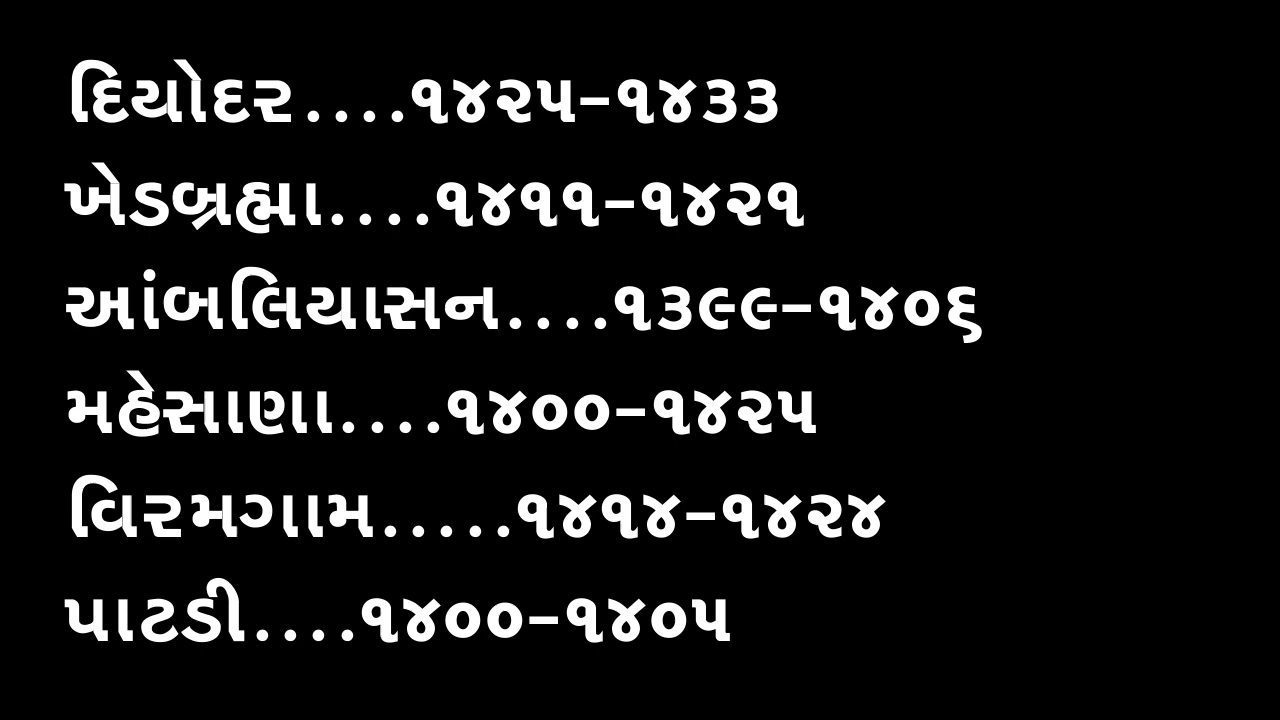 દિયોદર....૧૪૨૫-૧૪૩૩
ખેડબ્રહ્મા....૧૪૧૧-૧૪૨૧
આંબલિયાસન....૧૩૯૯-૧૪૦૬
મહેસાણા....૧૪૦૦-૧૪૨૫
વિરમગામ.....૧૪૧૪-૧૪૨૪
પાટડી....૧૪૦૦-૧૪૦૫